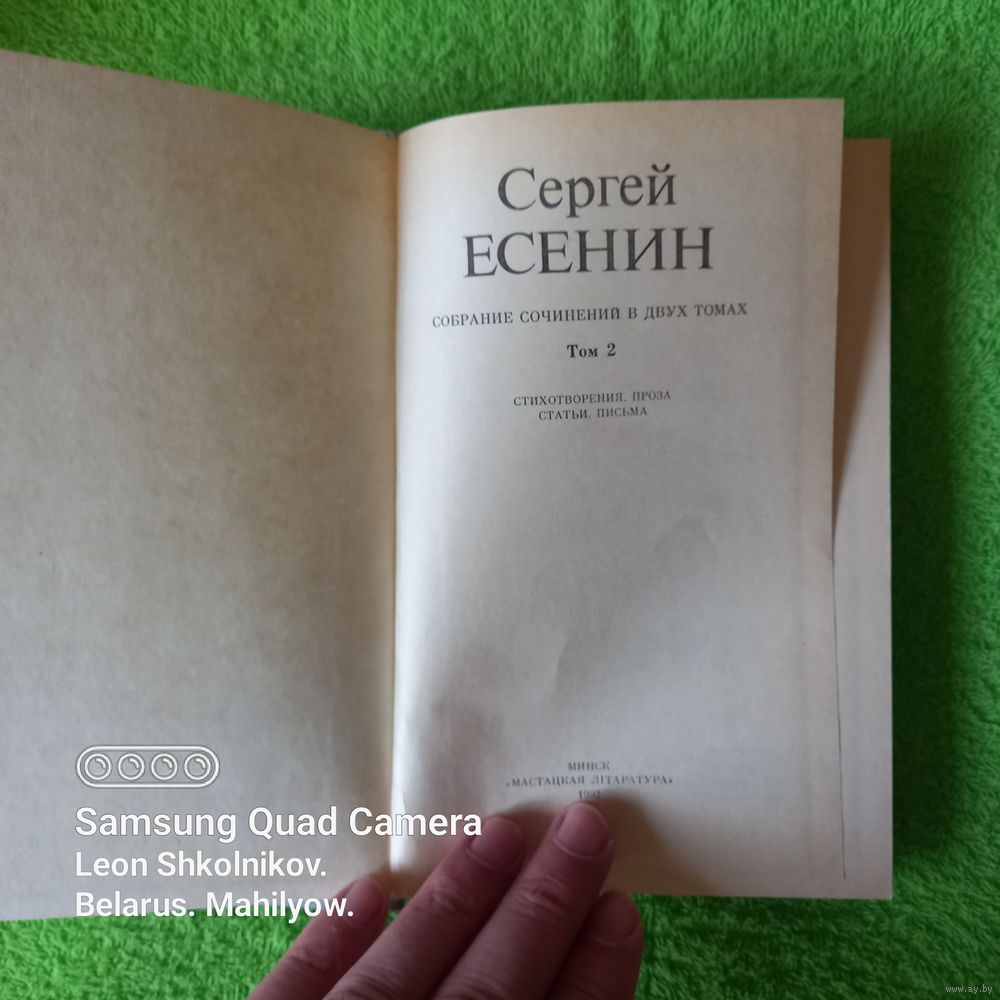 Сергей
ЕСЕНИН
СОБРАНИЕ СОЧИНЕНИЙ В ДВУХ ТОМАХ
Том 2
СТИХОТВОРЕНИЯ. ПРОЗА
СТАТЬИ. ПИСЬМА
МИНСК
«МАСТАЦКАЯ ЛІТАРАТУРА»
1992
Samsung Quad Camera
Leon Shkolnikov.
Belarus. Mahilyow.
www.ay.by